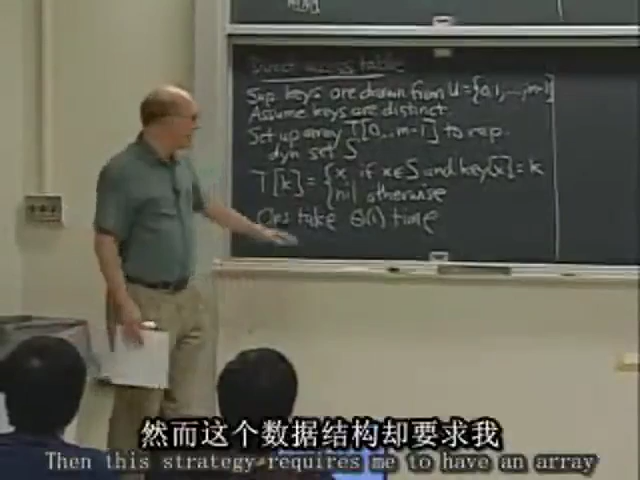 Direct access table
Sup. keys are drawn from U = {0,1,...,m-1}
Assume keys are distinct.
Set up array T[0..m-1] to rep.
dyn set S
T[k] = { x if x∈S and key[x]=k
nil otherwise
Ops take Θ(1) time
然而这个数据结构却要求我
Then this strategy requires me to have an array